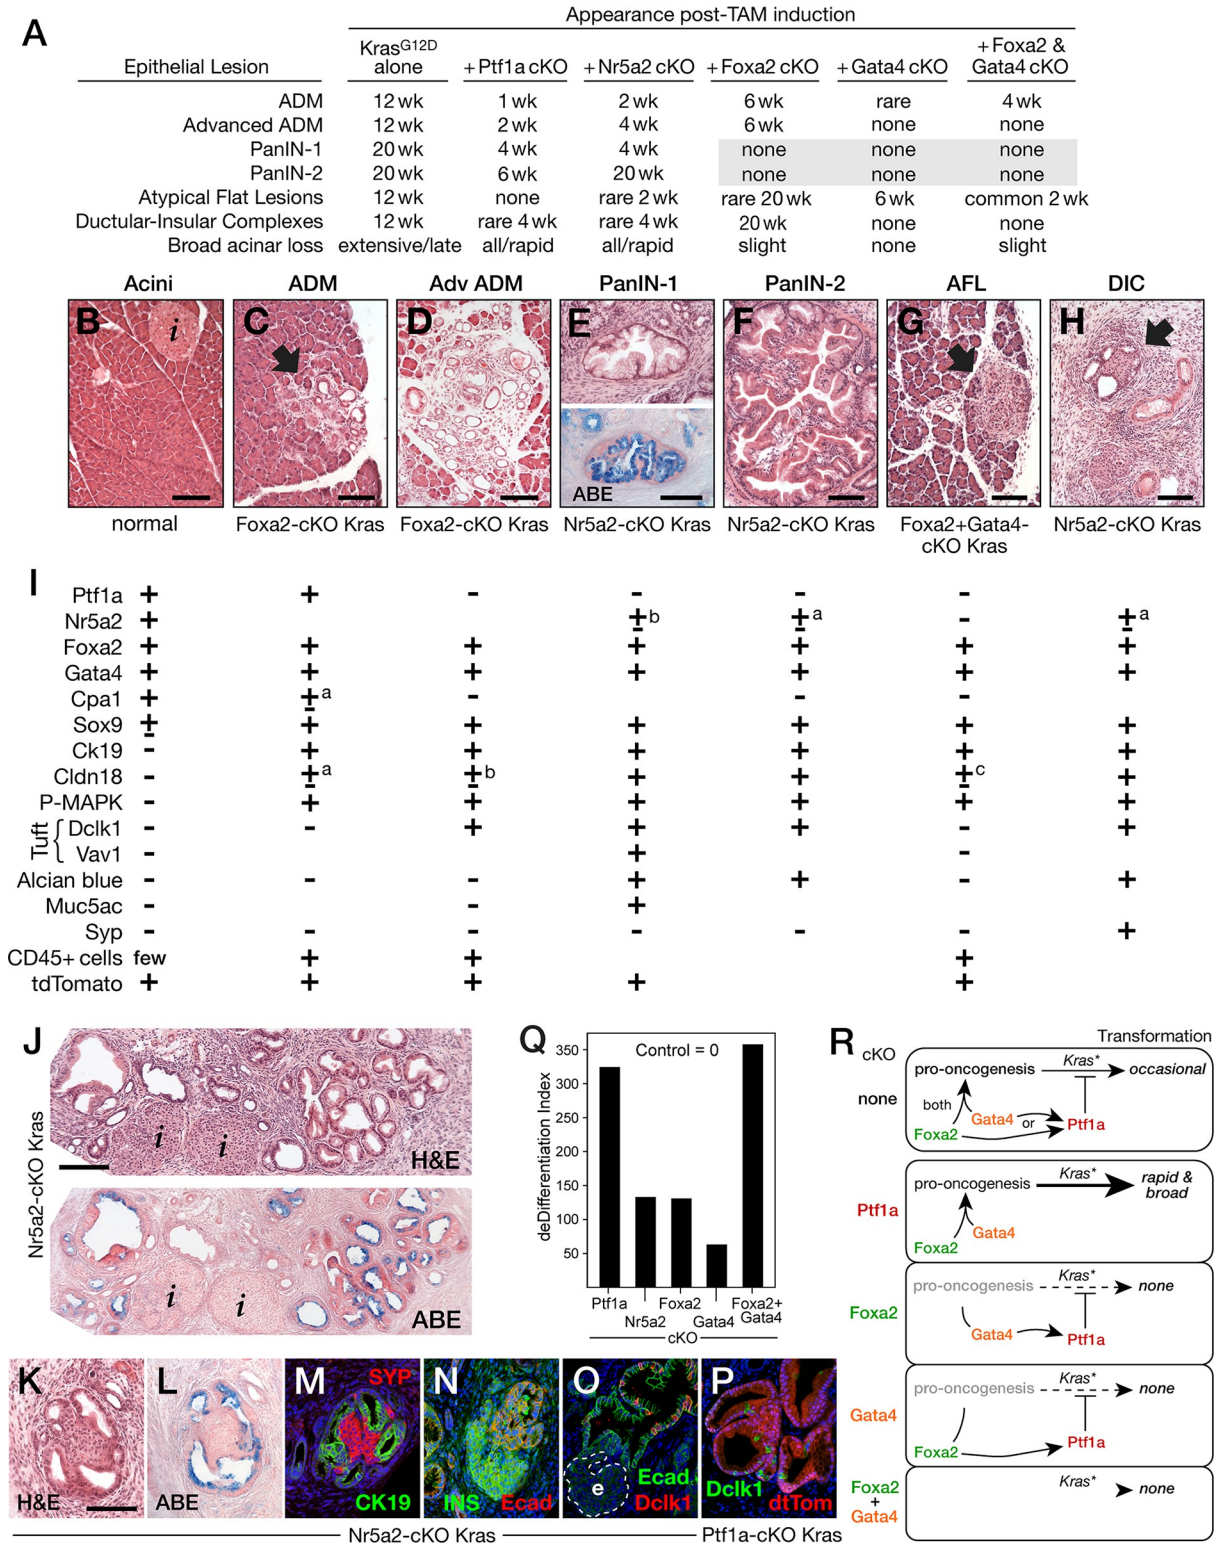 A
Appearance post-TAM induction
Epithelial Lesion
KrasG12D alone
+Ptf1a cKO
+Nr5a2 cKO
+Foxa2 cKO
+Gata4 cKO
+Foxa2 & Gata4 cKO
ADM 12 wk 1 wk 2 wk 6 wk rare 4 wk
Advanced ADM 12 wk 2 wk 4 wk 6 wk none none
PanIN-1 20 wk 4 wk 4 wk none none none
PanIN-2 20 wk 6 wk 20 wk none none none
Atypical Flat Lesions 12 wk none rare 2 wk rare 20 wk 6 wk common 2 wk
Ductular-Insular Complexes 12 wk rare 4 wk rare 4 wk 20 wk none none
Broad acinar loss extensive/late all/rapid all/rapid slight none slight
Acini ADM Adv ADM PanIN-1 PanIN-2 AFL DIC
B i C D E F G H
ABE
normal Foxa2-cKO Kras Foxa2-cKO Kras Nr5a2-cKO Kras Nr5a2-cKO Kras Foxa2+Gata4- Nr5a2-cKO Kras
cKO Kras
I
Ptf1a + + - - - -
Nr5a2 + ± b ± a - ± a
Foxa2 + + + + + + +
Gata4 + + + + + + +
Cpa1 + ± a - - -
Sox9 ± + + + + + +
Ck19 - + + + + + +
Cldn18 - ± a ± b + + ± c +
P-MAPK - + + + + + +
Tuft {
Dclk1 - - + + + - +
Vav1 - + -
Alcian blue - - - + + - +
Muc5ac - +
Syp - - - - - - +
CD45+ cells few + + +
tdTomato + + + + +
J
Nr5a2-cKO Kras
i i
H&E
i i
ABE
Q
Control = 0
deDifferentiation Index
350
300
250
200
150
100
50
Ptf1a Nr5a2 Foxa2 Gata4 Foxa2+ Gata4
cKO
R
Transformation
cKO
none
pro-oncogenesis Kras* occasional
both
Gata4 or
Foxa2 Ptf1a
Ptf1a
pro-oncogenesis Kras* rapid & broad
Gata4
Foxa2
Foxa2
pro-oncogenesis Kras* none
Gata4 Ptf1a
Gata4
pro-oncogenesis Kras* none
Foxa2 Ptf1a
Foxa2 + Gata4
Kras* none
K H&E
L ABE
M SYP CK19
N INS Ecad
O e Ecad Dclk1
P Dclk1 dtTom
Nr5a2-cKO Kras
Ptf1a-cKO Kras